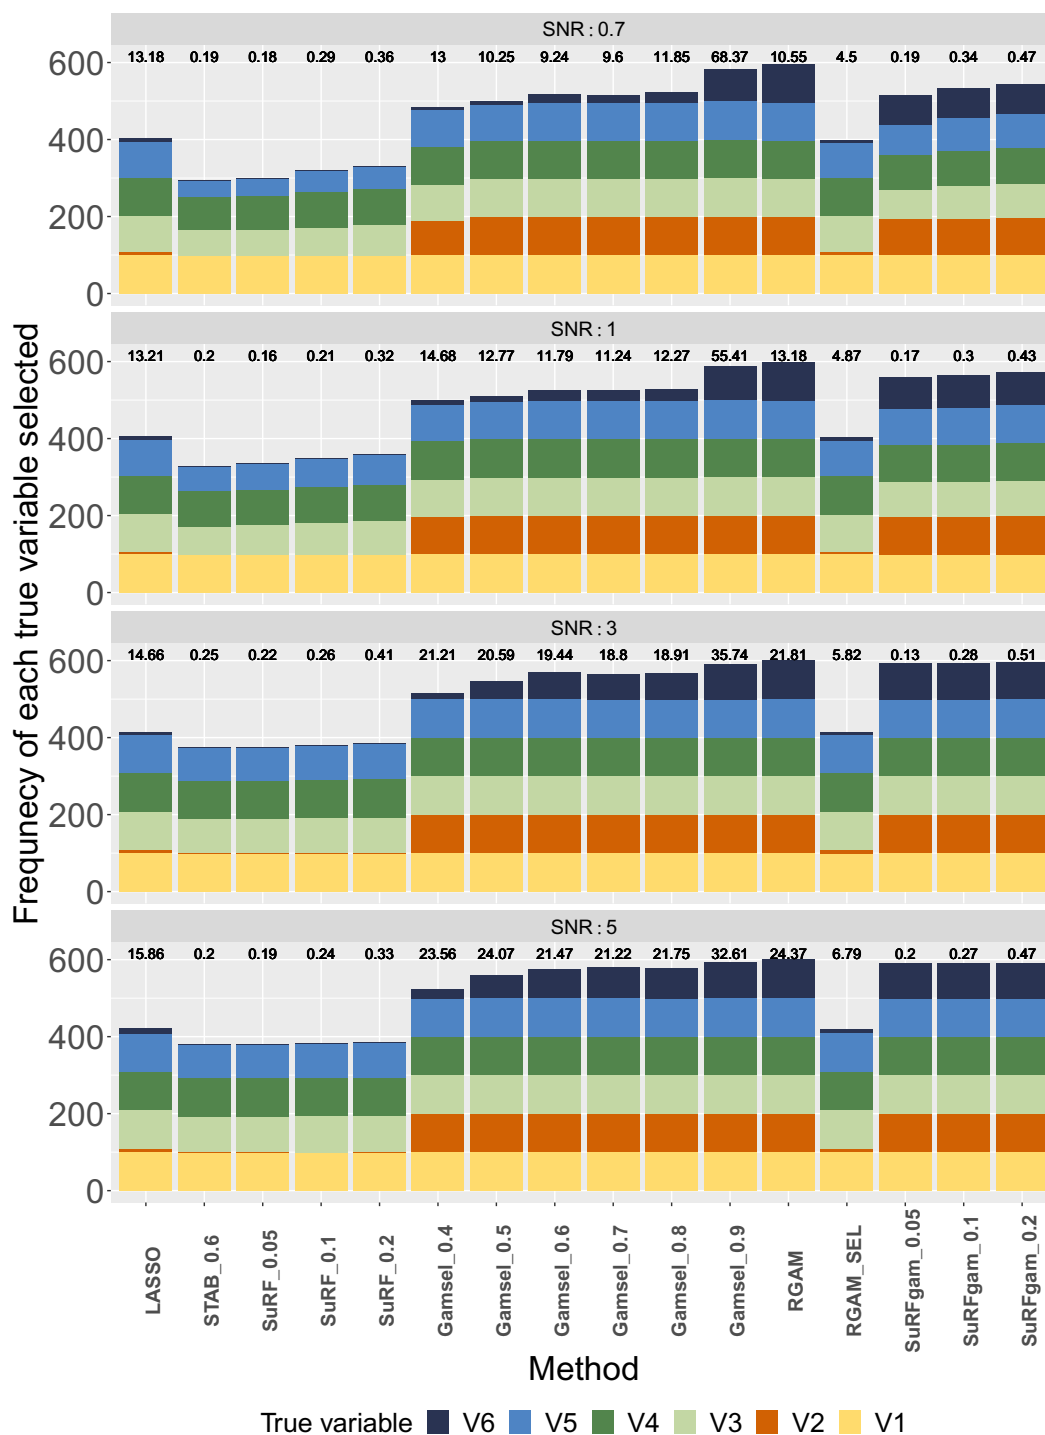 SNR : 0.7
13.18 0.19 0.18 0.29 0.36 13 10.25 9.24 9.6 11.85 68.37 10.55 4.5 0.19 0.34 0.47
600
400
200
0
SNR : 1
13.21 0.2 0.16 0.21 0.32 14.68 12.77 11.79 11.24 12.27 55.41 13.18 4.87 0.17 0.3 0.43
600
400
200
0
SNR : 3
14.66 0.25 0.22 0.26 0.41 21.21 20.59 19.44 18.8 18.91 35.74 21.81 5.82 0.13 0.28 0.51
600
400
200
0
SNR : 5
15.86 0.2 0.19 0.24 0.33 23.56 24.07 21.47 21.22 21.75 32.61 24.37 6.79 0.2 0.27 0.47
600
400
200
0
Frequnecy of each true variable selected
LASSO
STAB_0.6
SuRF_0.05
SuRF_0.1
SuRF_0.2
Gamsel_0.4
Gamsel_0.5
Gamsel_0.6
Gamsel_0.7
Gamsel_0.8
Gamsel_0.9
RGAM
RGAM_SEL
SuRFgam_0.05
SuRFgam_0.1
SuRFgam_0.2
Method
True variable V6 V5 V4 V3 V2 V1